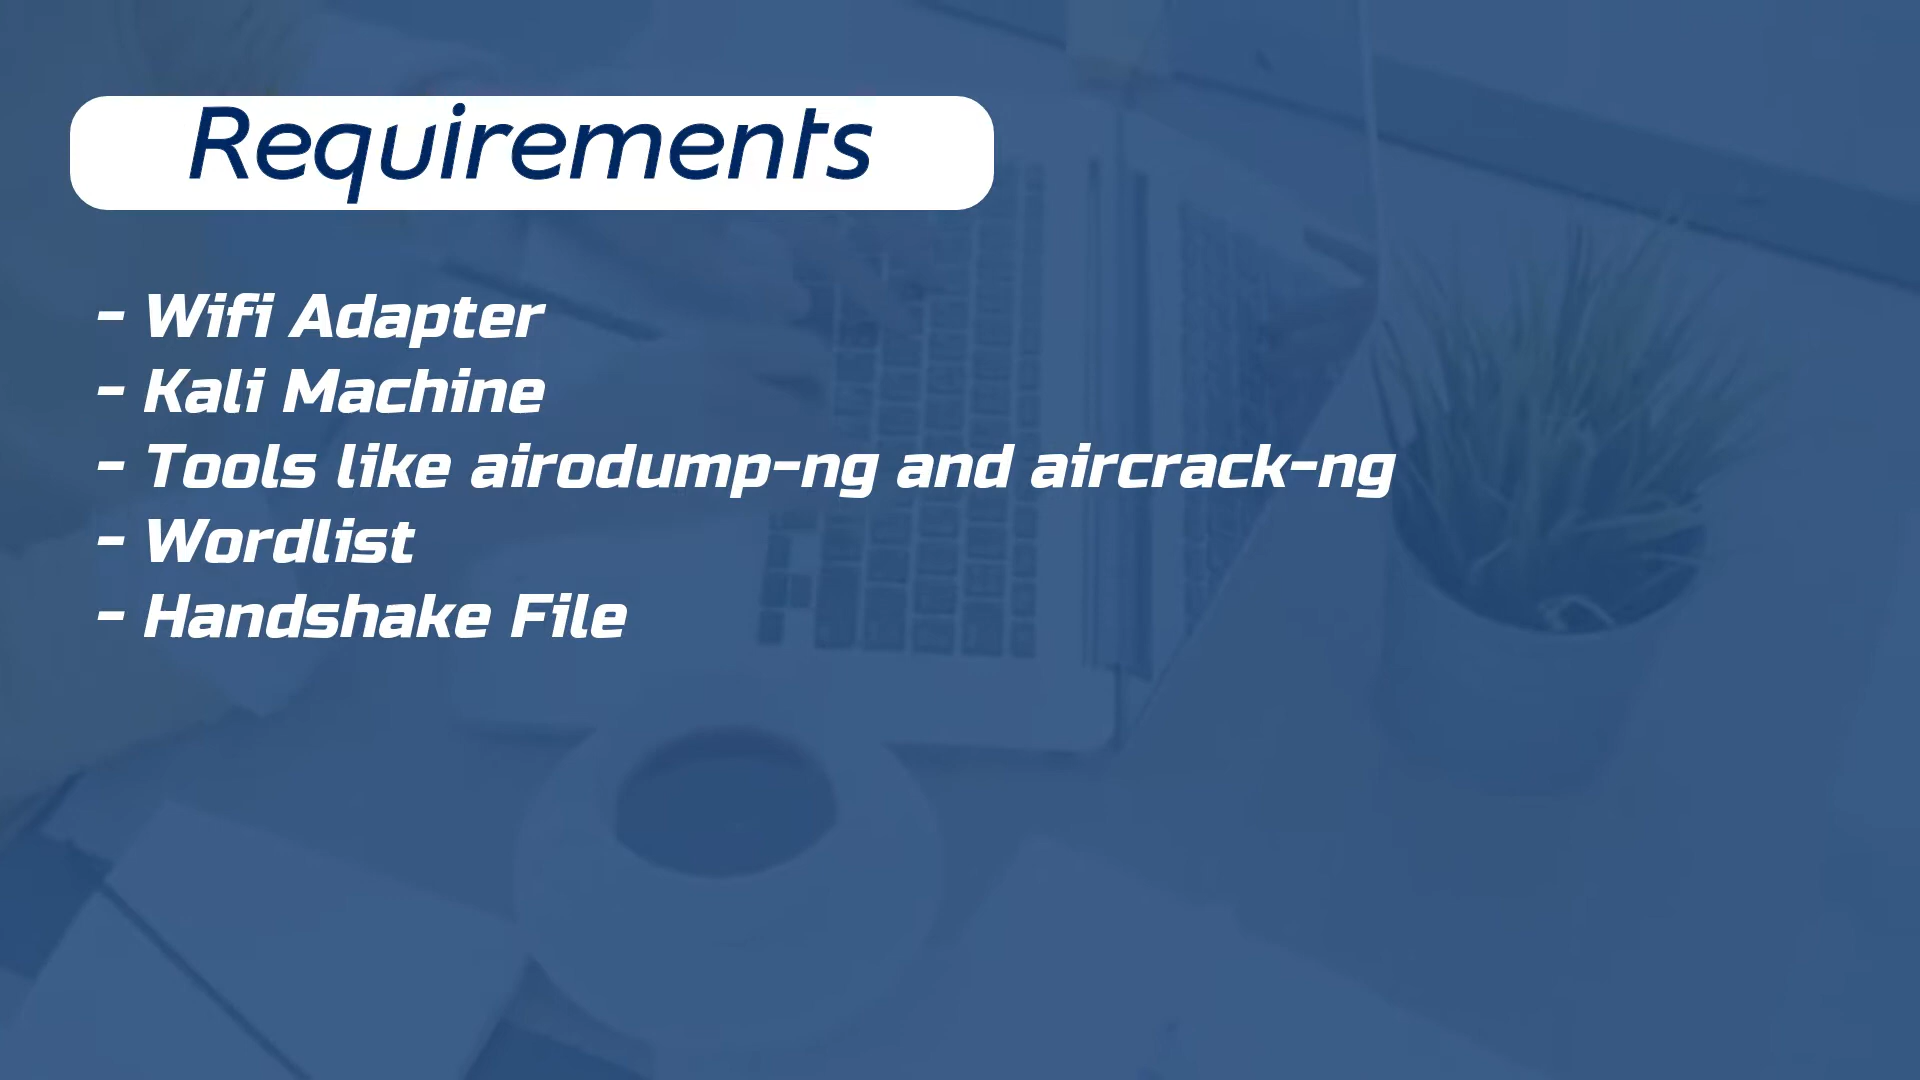 Requirements
- Wifi Adapter
- Kali Machine
- Tools like airodump-ng and aircrack-ng
- Wordlist
- Handshake File